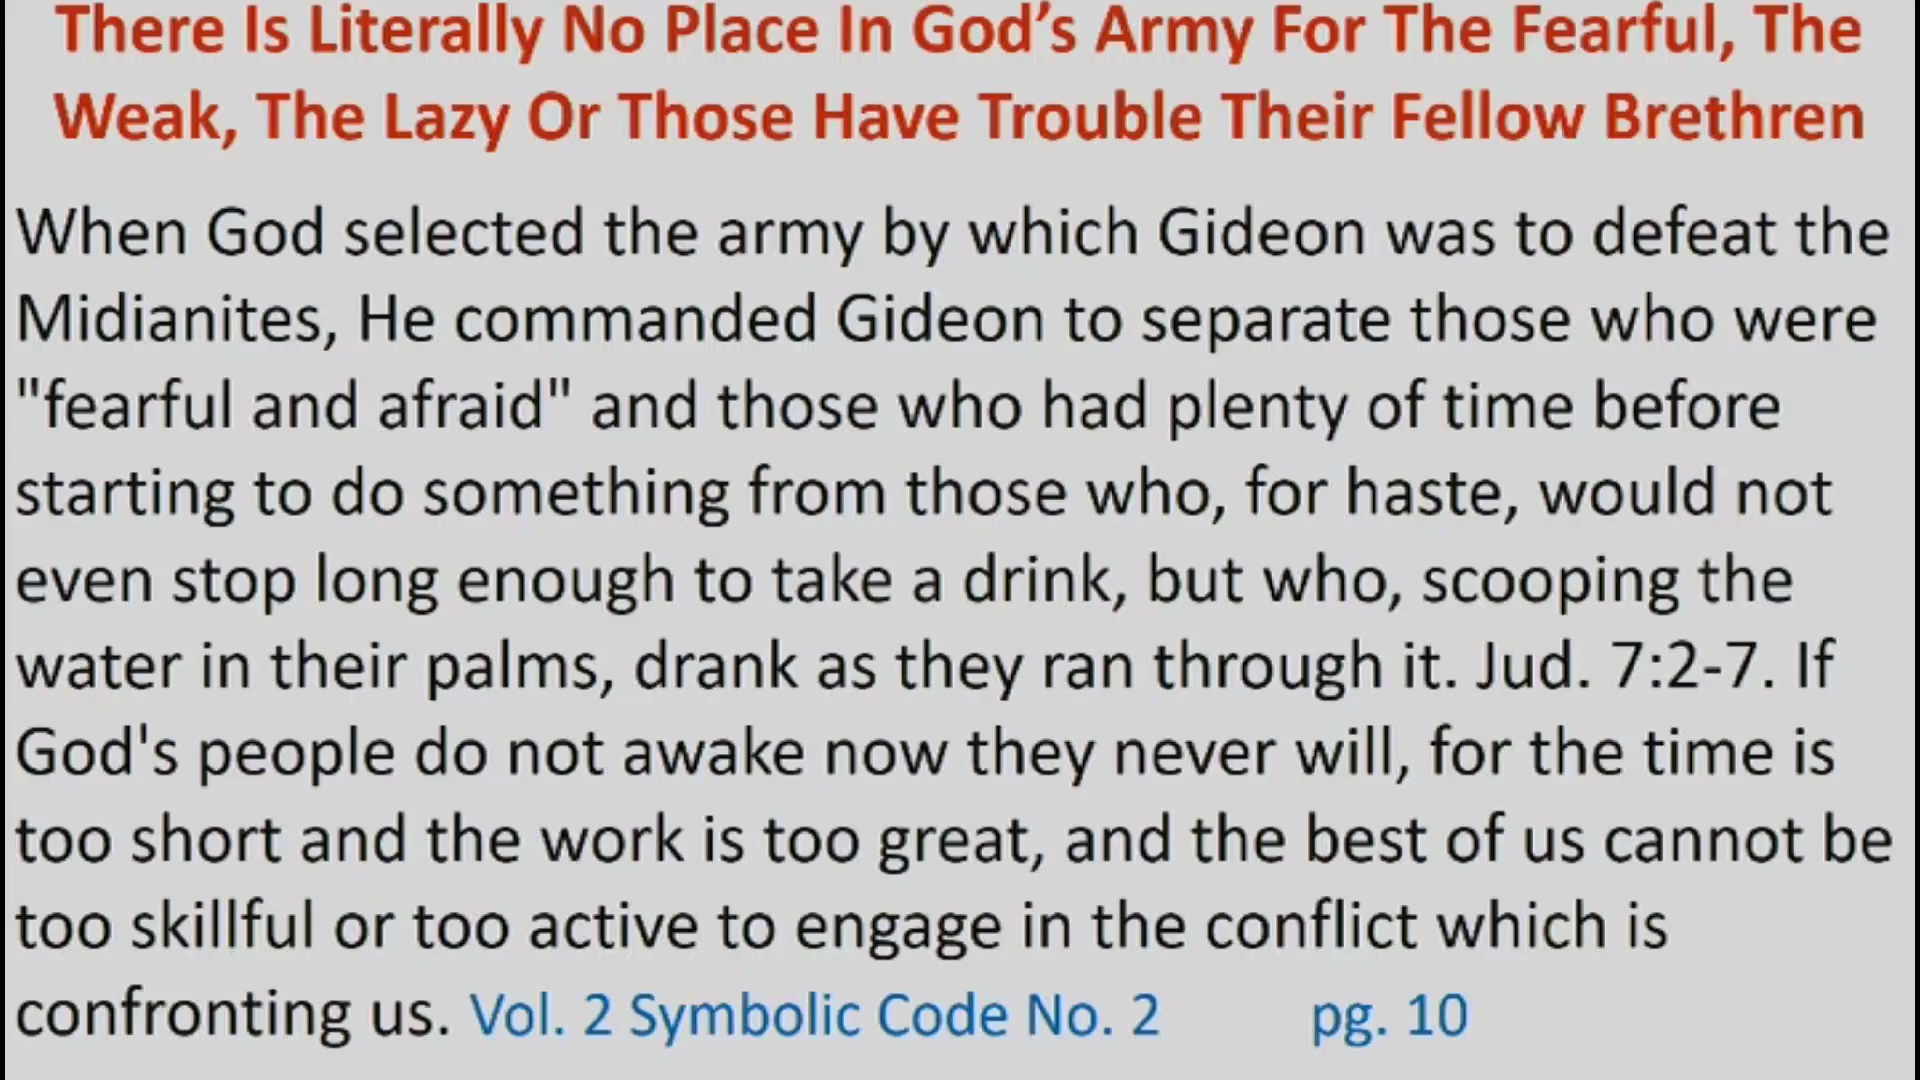 There Is Literally No Place In God’s Army For The Fearful, The
Weak, The Lazy Or Those Have Trouble Their Fellow Brethren
When God selected the army by which Gideon was to defeat the
Midianites, He commanded Gideon to separate those who were
"fearful and afraid" and those who had plenty of time before
starting to do something from those who, for haste, would not
even stop long enough to take a drink, but who, scooping the
water in their palms, drank as they ran through it. Jud. 7:2-7. If
God's people do not awake now they never will, for the time is
too short and the work is too great, and the best of us cannot be
too skillful or too active to engage in the conflict which is
confronting us. Vol. 2 Symbolic Code No. 2 pg. 10